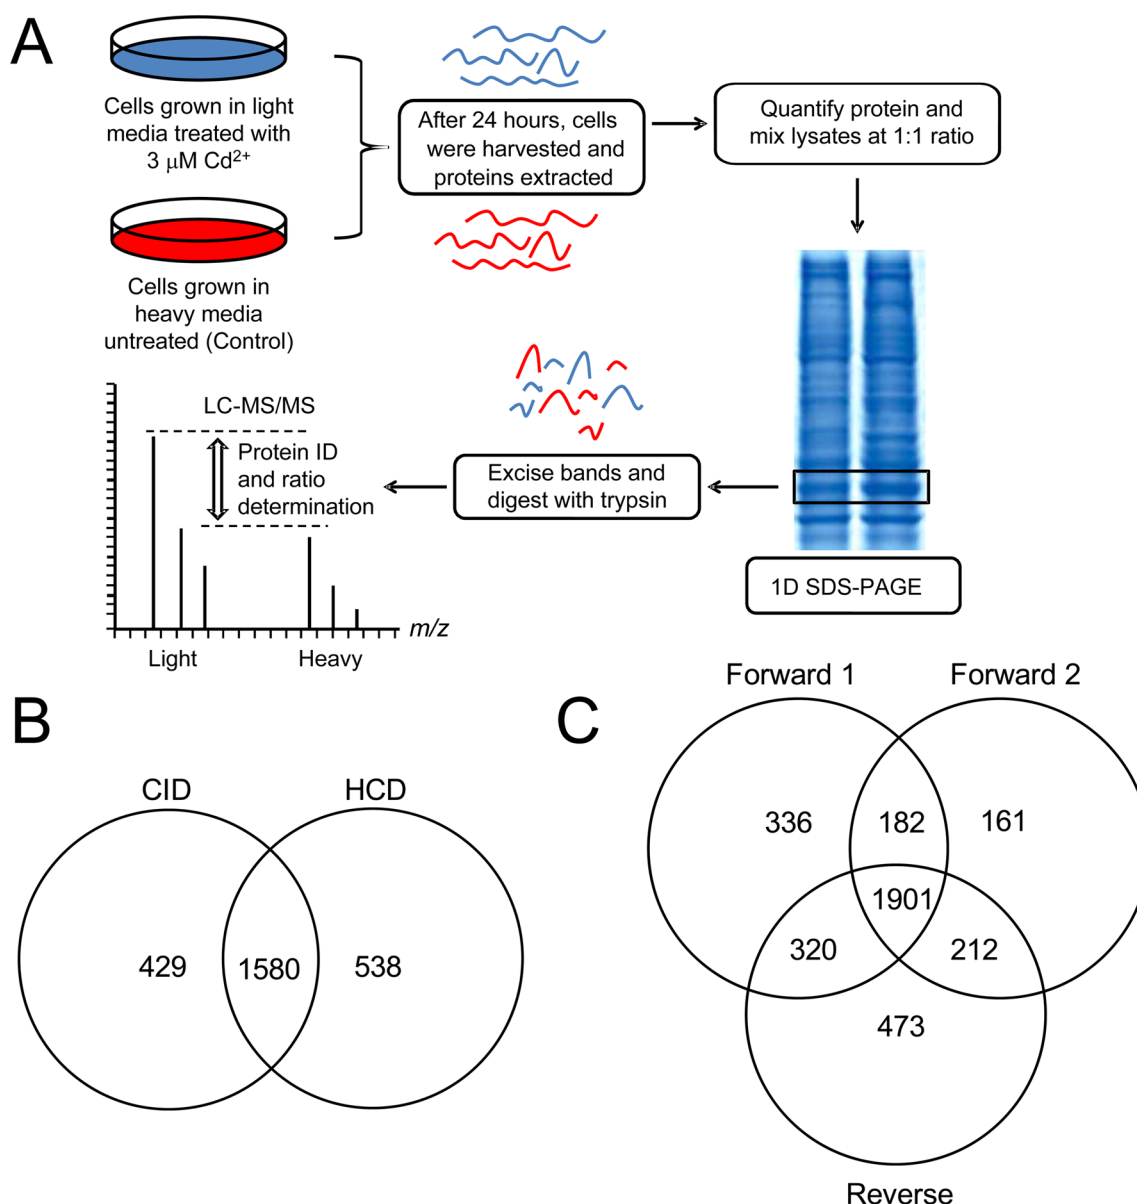 A
Cells grown in light
media treated with
3 μM Cd²⁺
After 24 hours, cells
were harvested and
proteins extracted
Quantify protein and
mix lysates at 1:1 ratio
Cells grown in
heavy media
untreated (Control)
1D SDS-PAGE
Excise bands and
digest with trypsin
LC-MS/MS
Protein ID
and ratio
determination
m/z
Light
Heavy
B
CID
HCD
429
1580
538
C
Forward 1
Forward 2
336
182
161
1901
320
212
473
Reverse